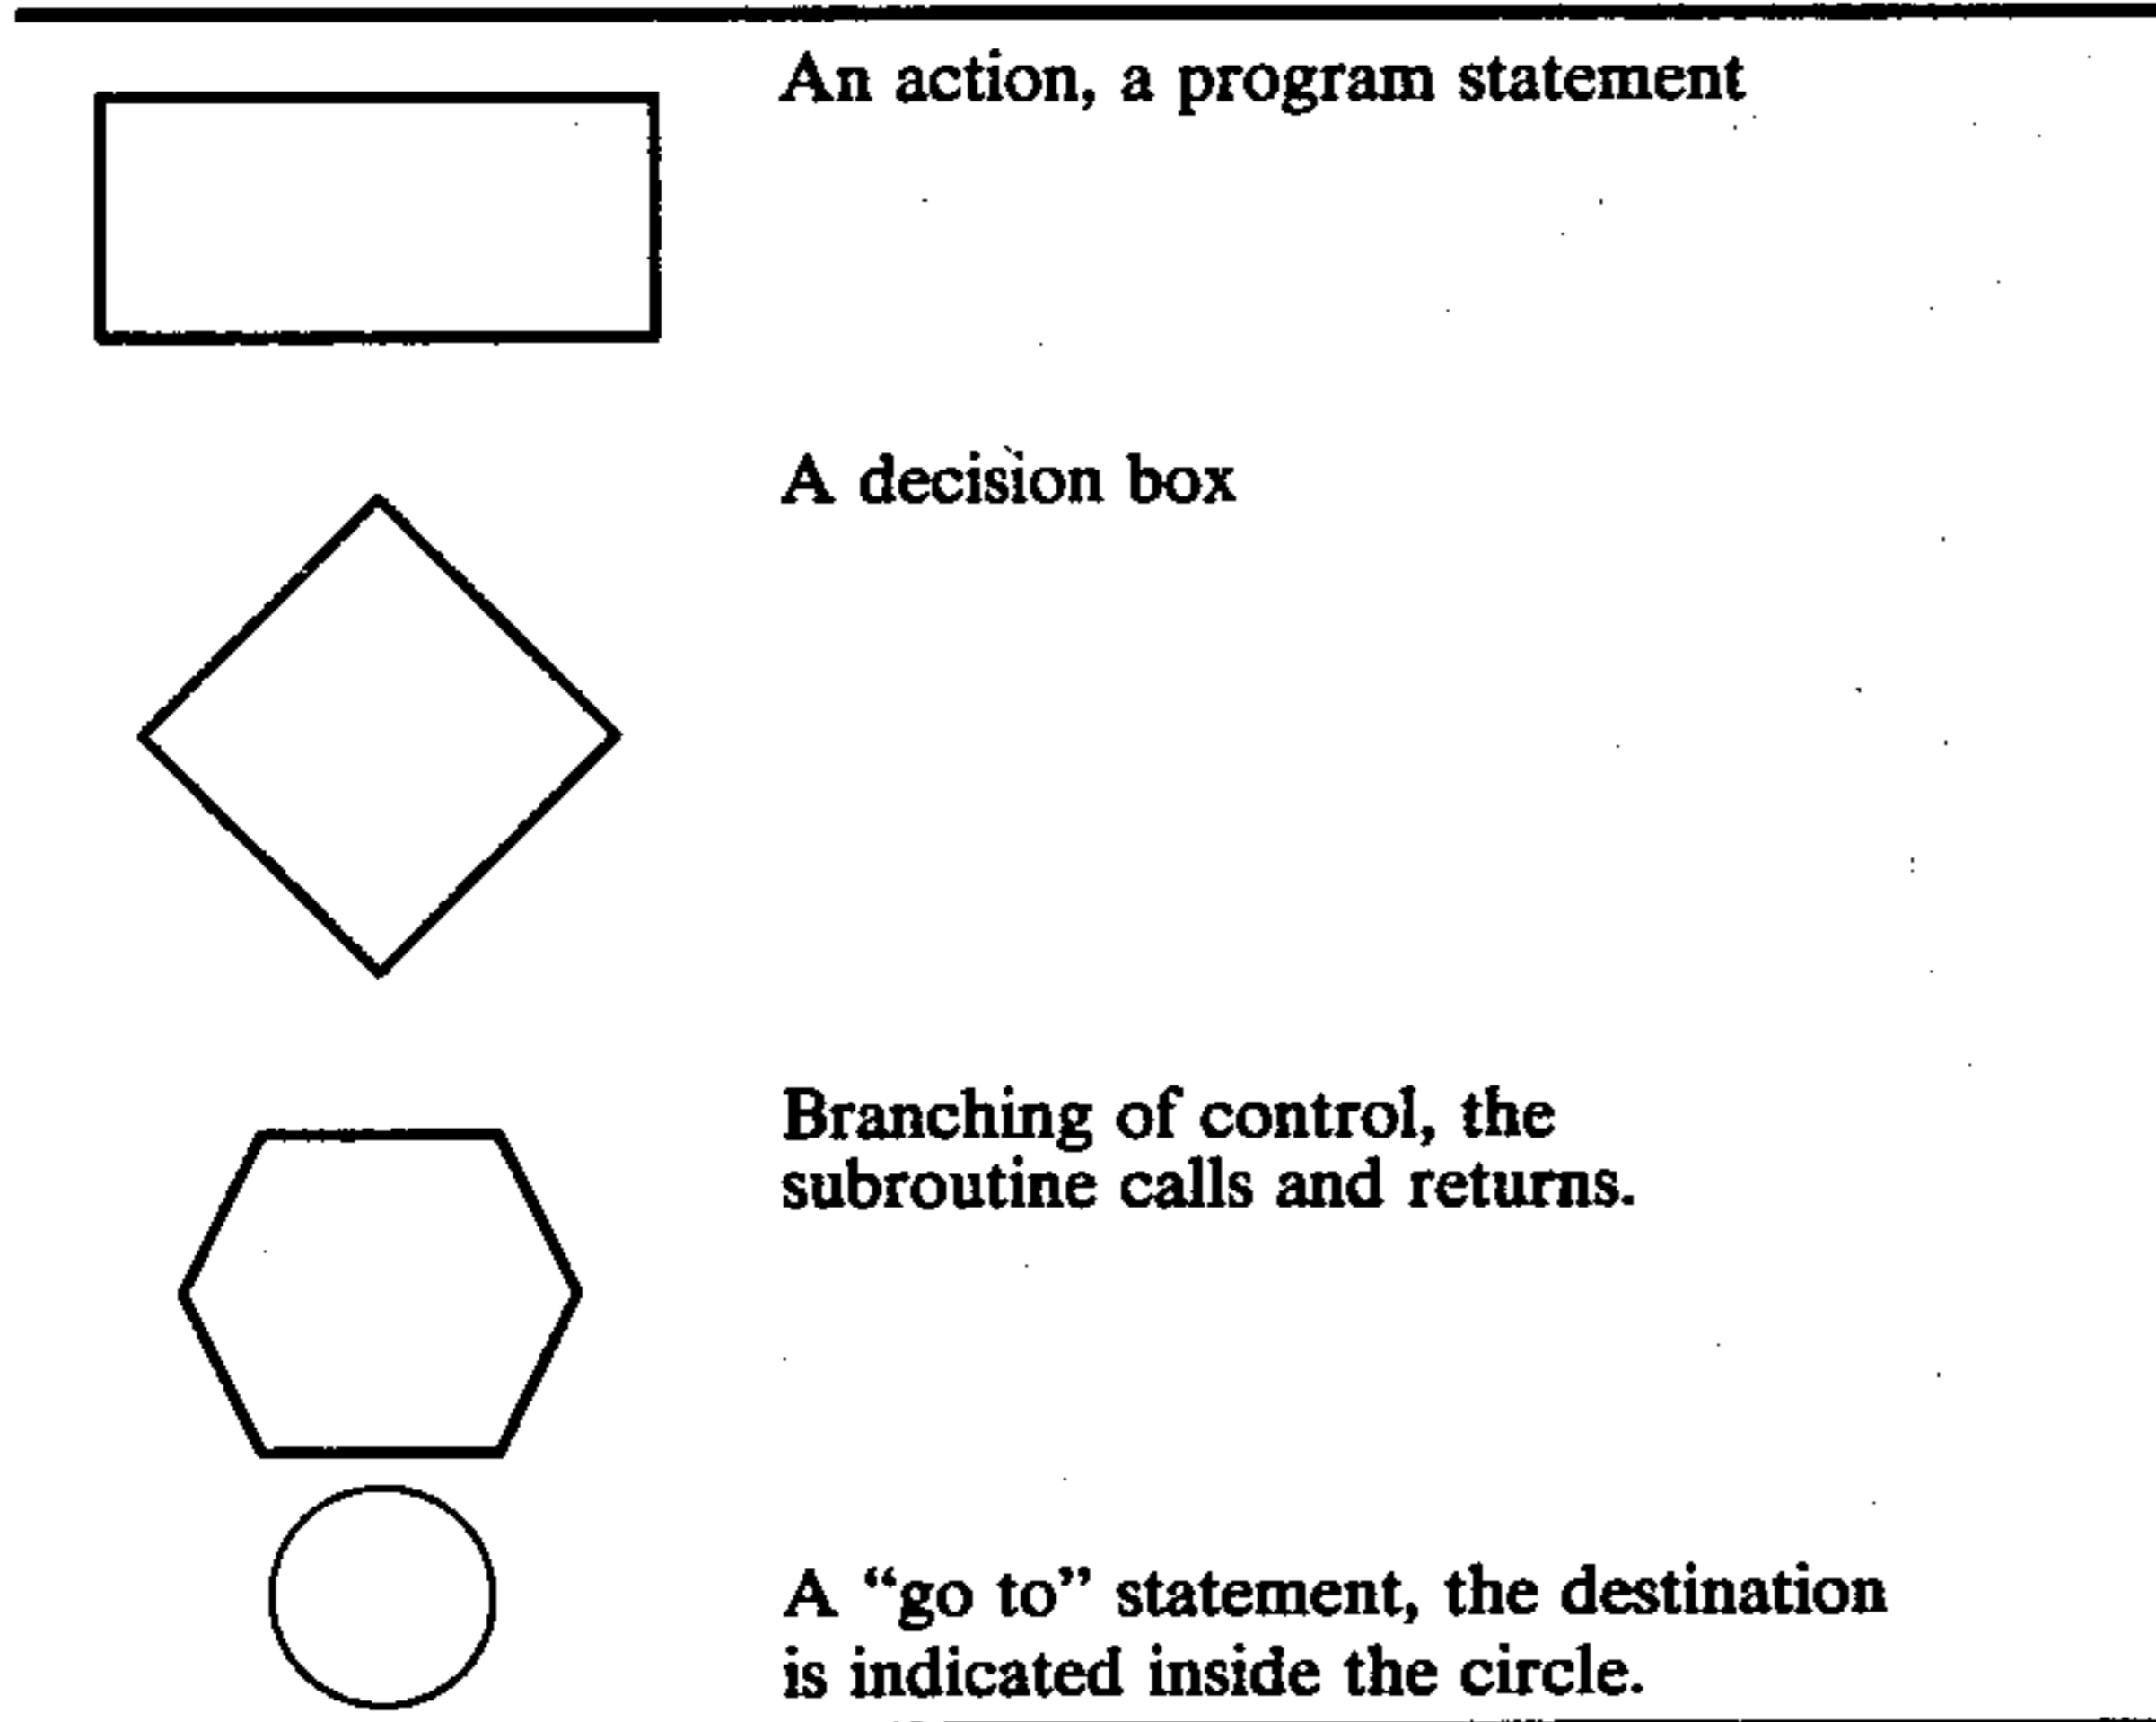 An action, a program statement
A decision box
Branching of control, the
subroutine calls and returns.
A “go to” statement, the destination
is indicated inside the circle.